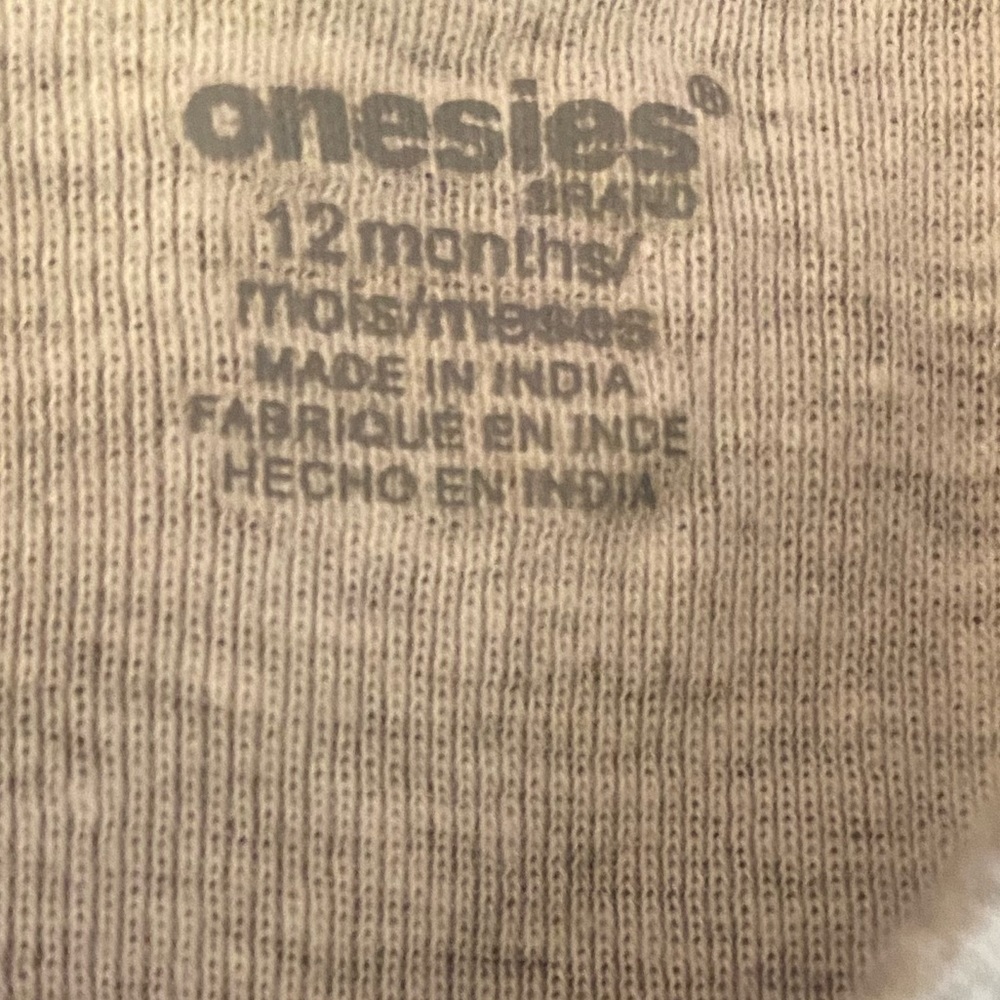 onesies®
BRAND
12 months/
mois/meses
MADE IN INDIA
FABRIQUÉ EN INDE
HECHO EN INDIA